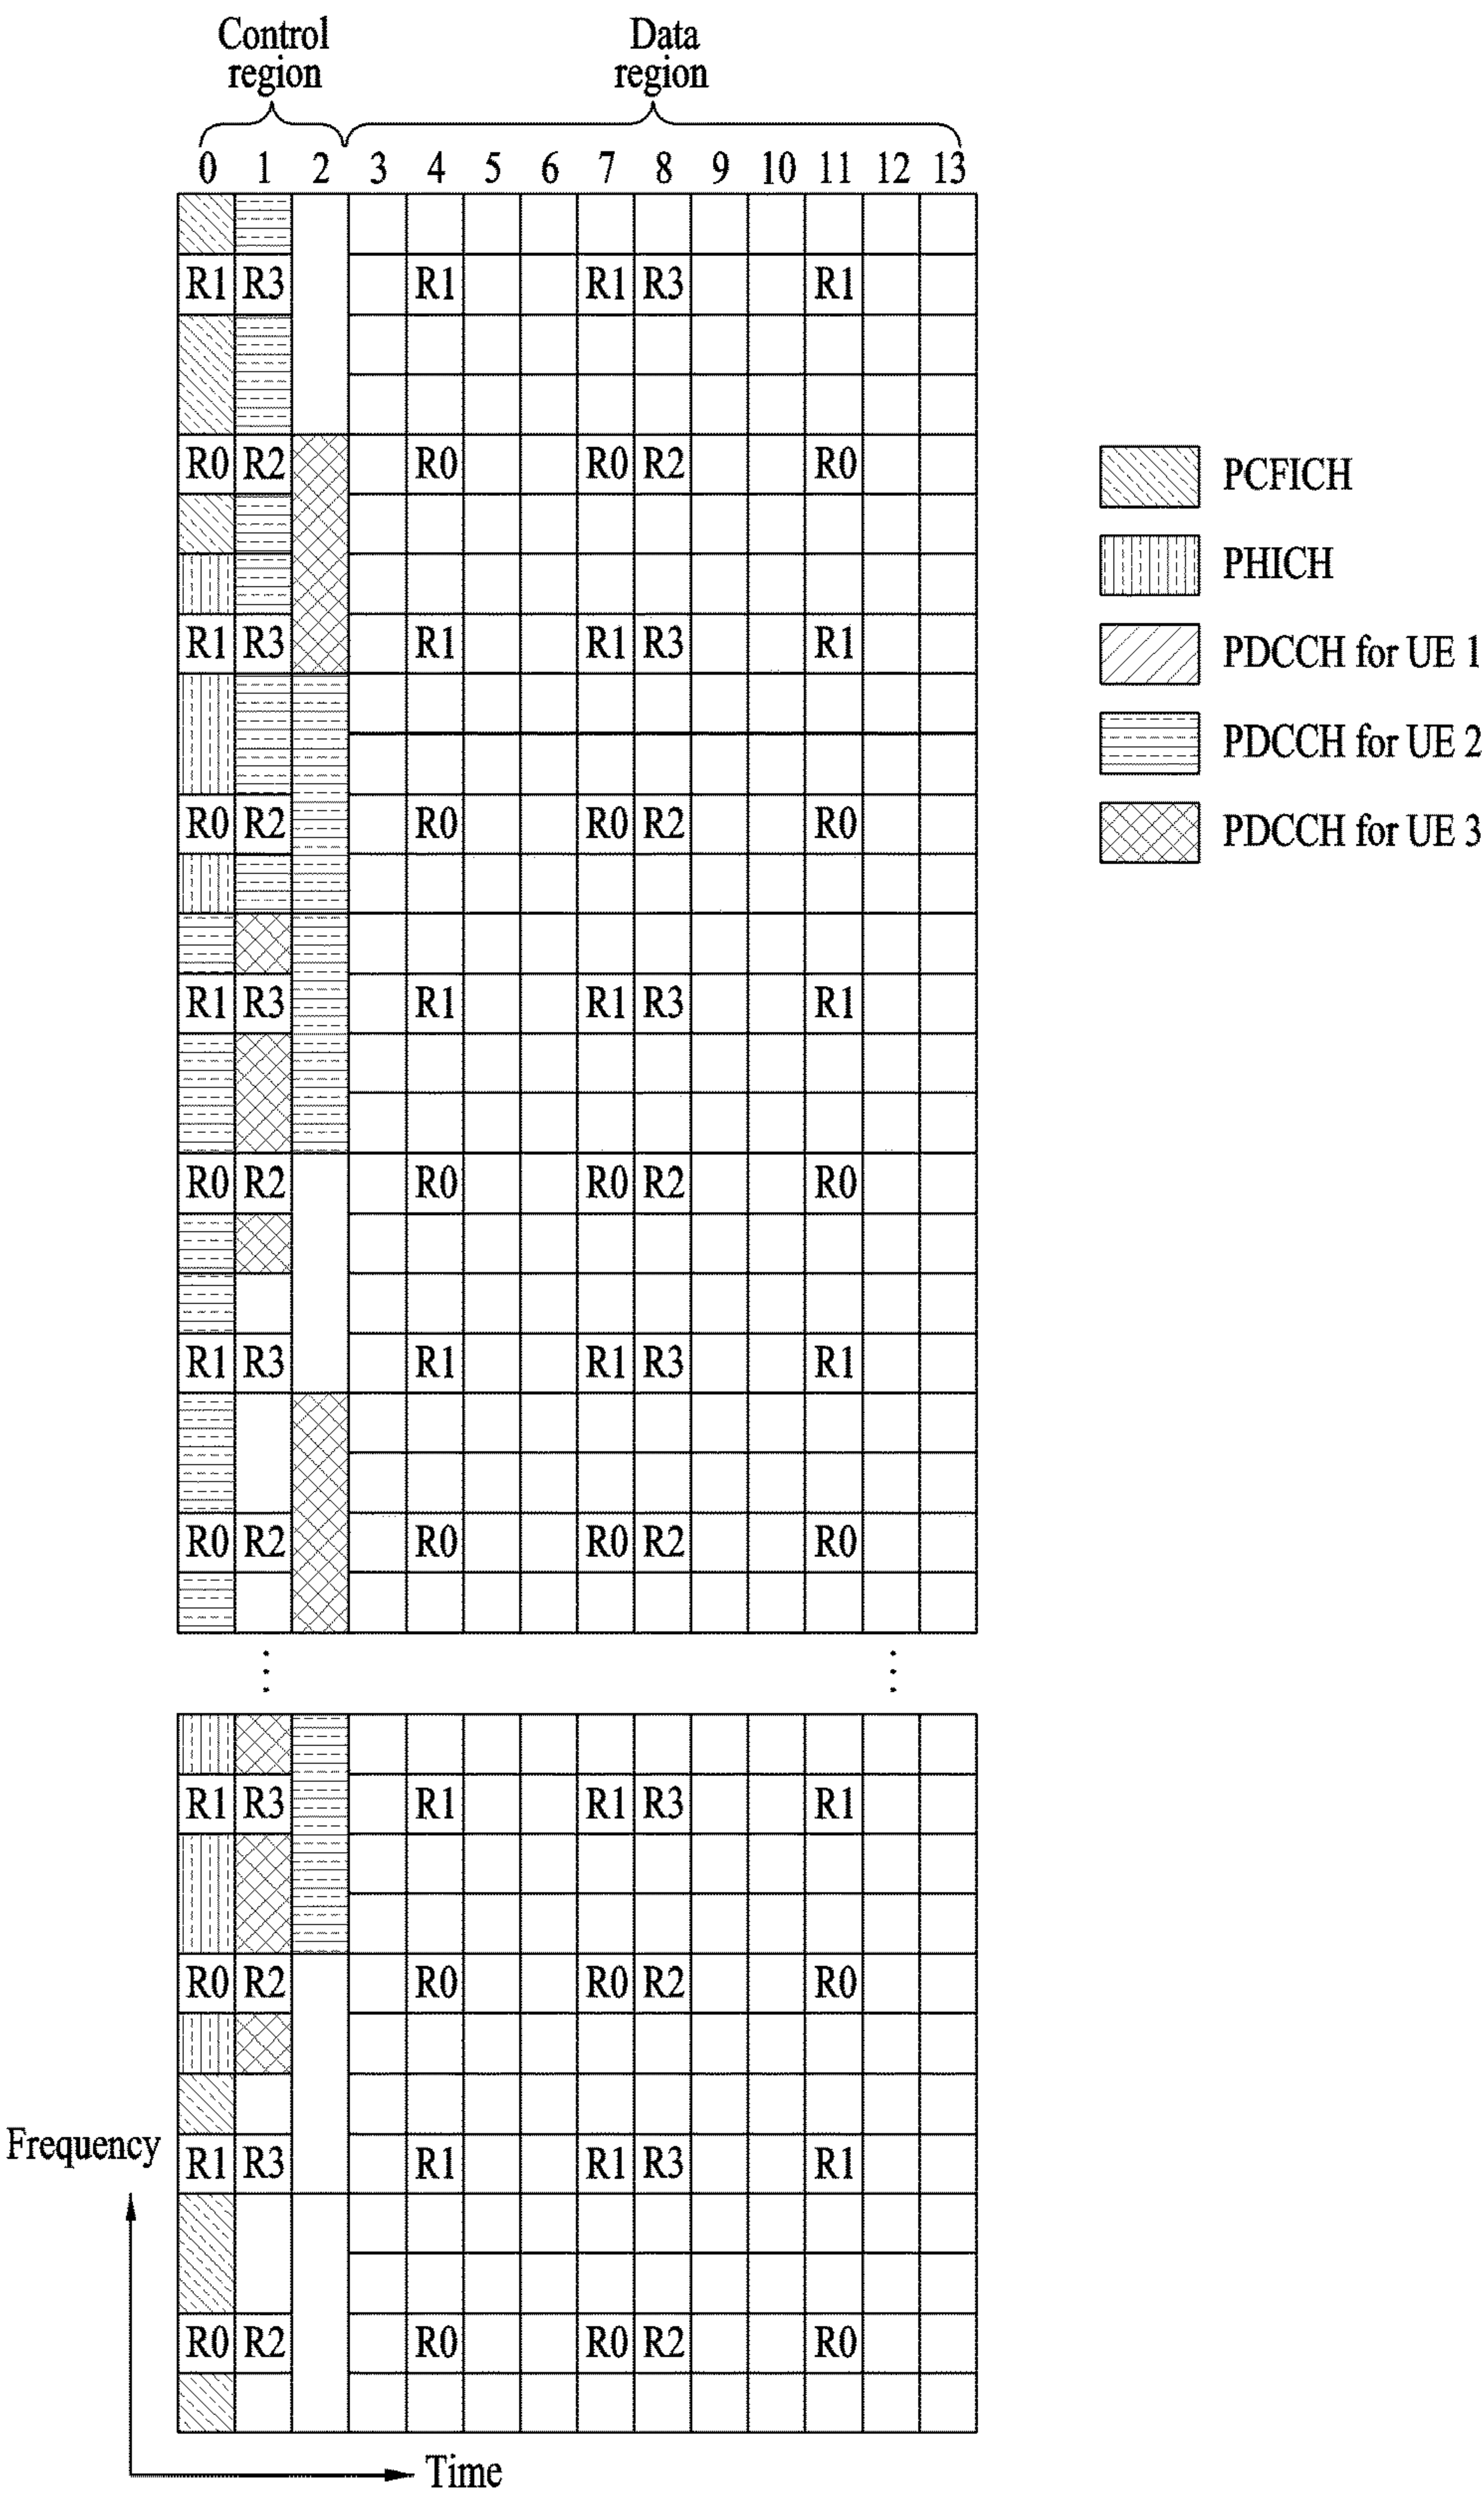 Control region
Data region
0 1 2 3 4 5 6 7 8 9 10 11 12 13
R1 R3 R1 R1 R3 R1
R0 R2 R0 R0 R2 R0
PCFICH
PHICH
R1 R3 R1 R1 R3 R1
PDCCH for UE 1
PDCCH for UE 2
R0 R2 R0 R0 R2 R0
PDCCH for UE 3
R1 R3 R1 R1 R3 R1
R0 R2 R0 R0 R2 R0
R1 R3 R1 R1 R3 R1
R0 R2 R0 R0 R2 R0
R1 R3 R1 R1 R3 R1
R0 R2 R0 R0 R2 R0
Frequency
R1 R3 R1 R1 R3 R1
R0 R2 R0 R0 R2 R0
Time